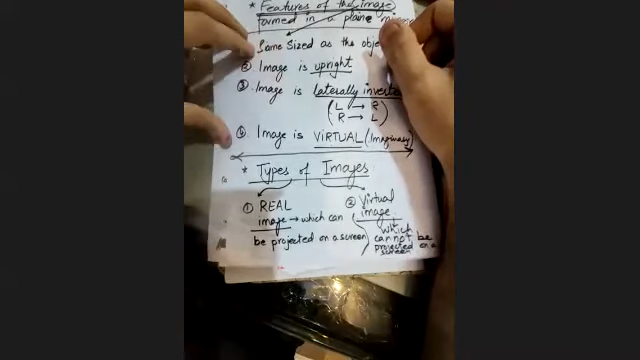 * Features of the image
formed in a plane
Same sized as the obje
② Image is upright
③ Image is laterally inverte
(L → R
R → L)
④ Image is VIRTUAL (Imaginary)
* Types of Images
① REAL image → which can be projected on a screen
② Virtual image
which cannot be projected on a screen